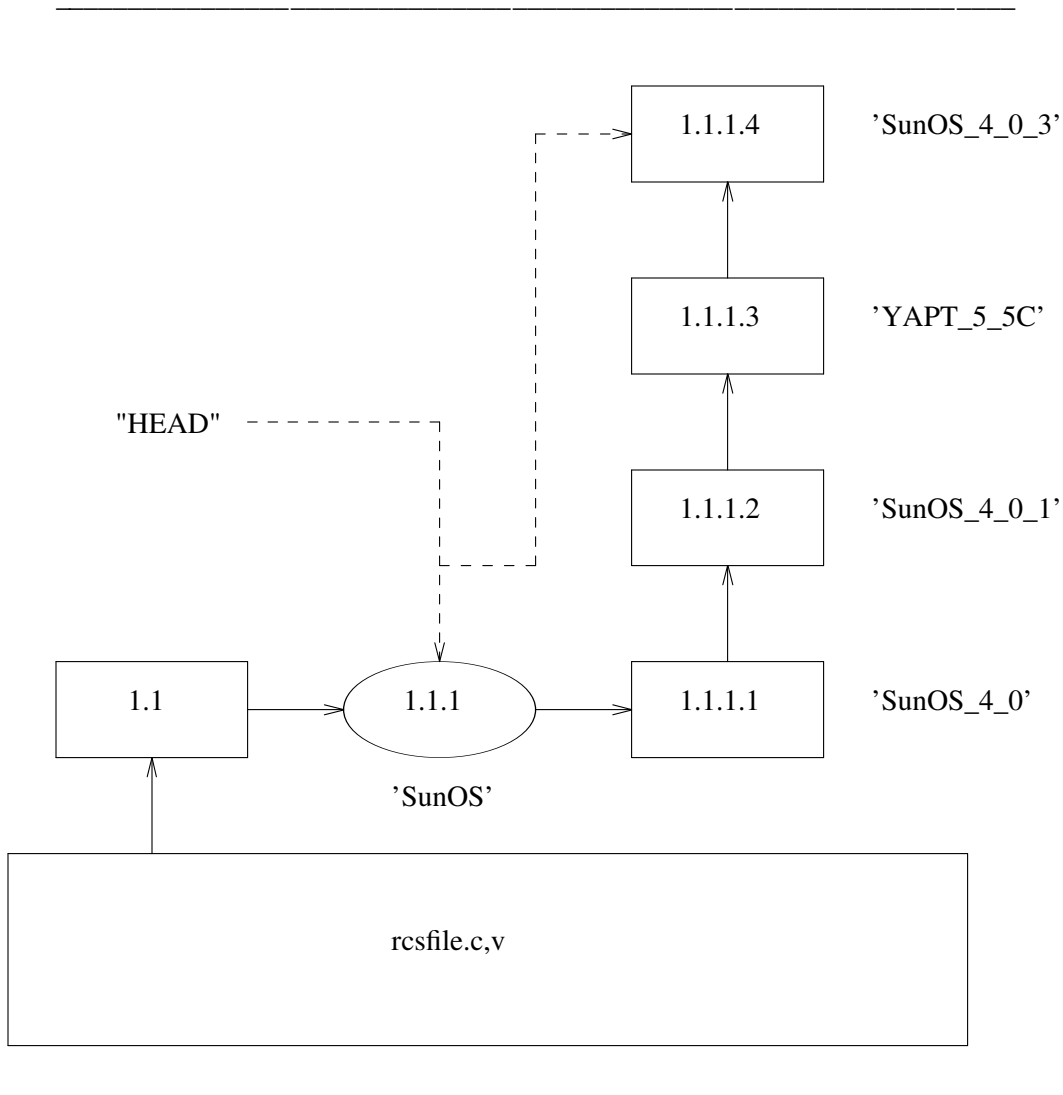 1.1.1.4 ’SunOS_4_0_3’
1.1.1.3 ’YAPT_5_5C’
"HEAD"
1.1.1.2 ’SunOS_4_0_1’
1.1 1.1.1 1.1.1.1 ’SunOS_4_0’
’SunOS’
rcsfile.c,v